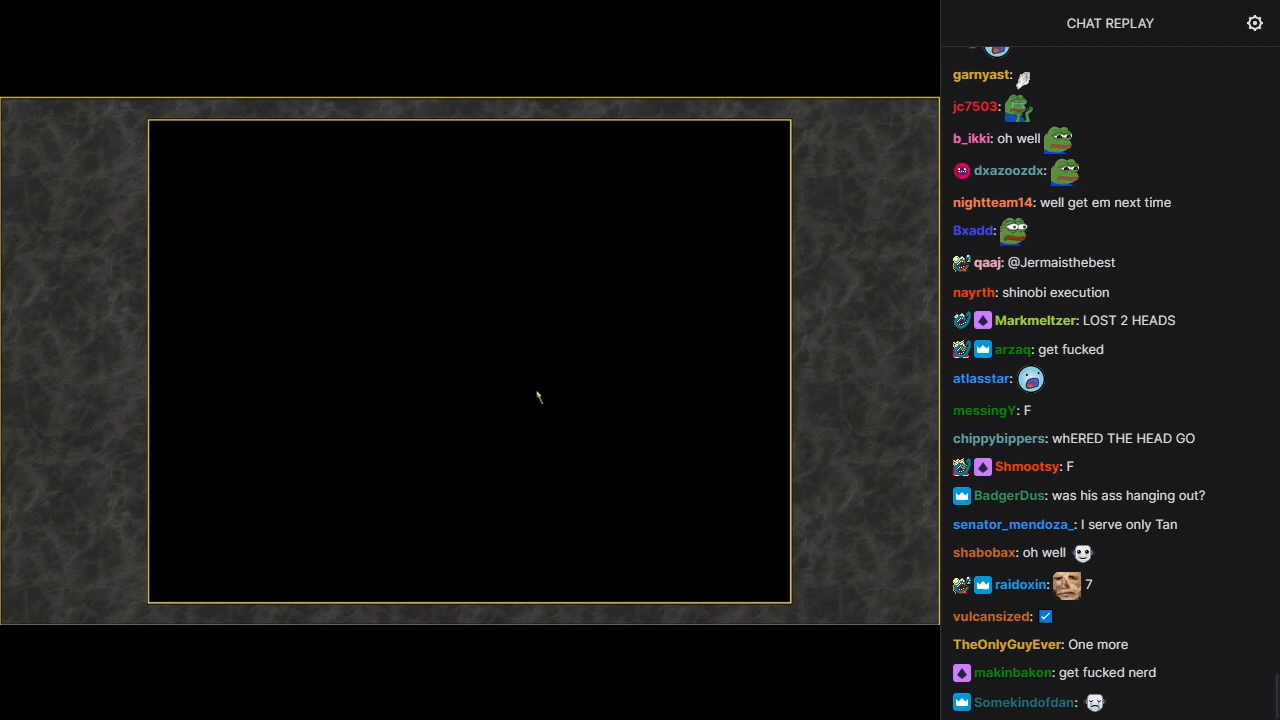 CHAT REPLAY
garnyast:
jc7503:
b_ikki: oh well
dxazoozdx:
nightteam14: well get em next time
Bxadd:
qaaj: @Jermaisthebest
nayrth: shinobi execution
Markmeltzer: LOST 2 HEADS
arzaq: get fucked
atlasstar:
messingY: F
chippybippers: whERED THE HEAD GO
Shmootsy: F
BadgerDus: was his ass hanging out?
senator_mendoza_: I serve only Tan
shabobax: oh well
raidoxin: 7
vulcansized:
TheOnlyGuyEver: One more
makinbakon: get fucked nerd
Somekindofdan: